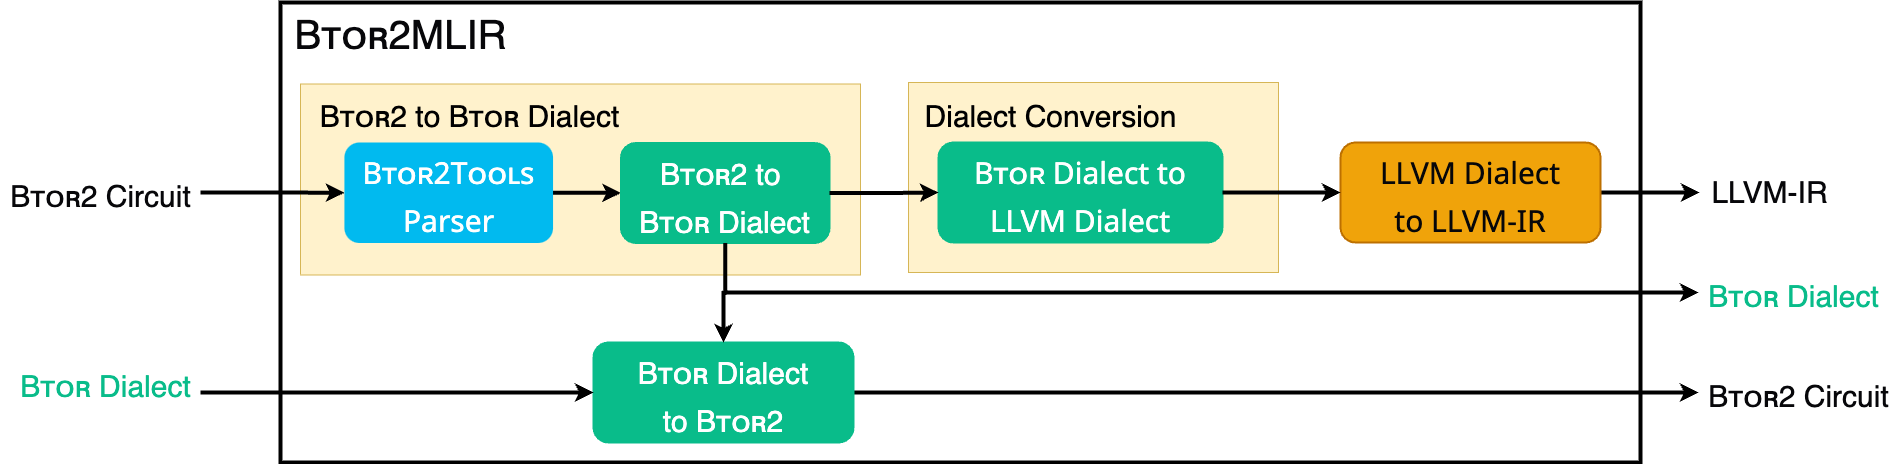 BTOR2MLIR
BTOR2 to BTOR Dialect
Dialect Conversion
BTOR2 Circuit
BTOR2TOOLS
Parser
BTOR2 to
BTOR Dialect
BTOR Dialect to
LLVM Dialect
LLVM Dialect
to LLVM-IR
LLVM-IR
BTOR Dialect
BTOR Dialect
BTOR Dialect
to BTOR2
BTOR2 Circuit